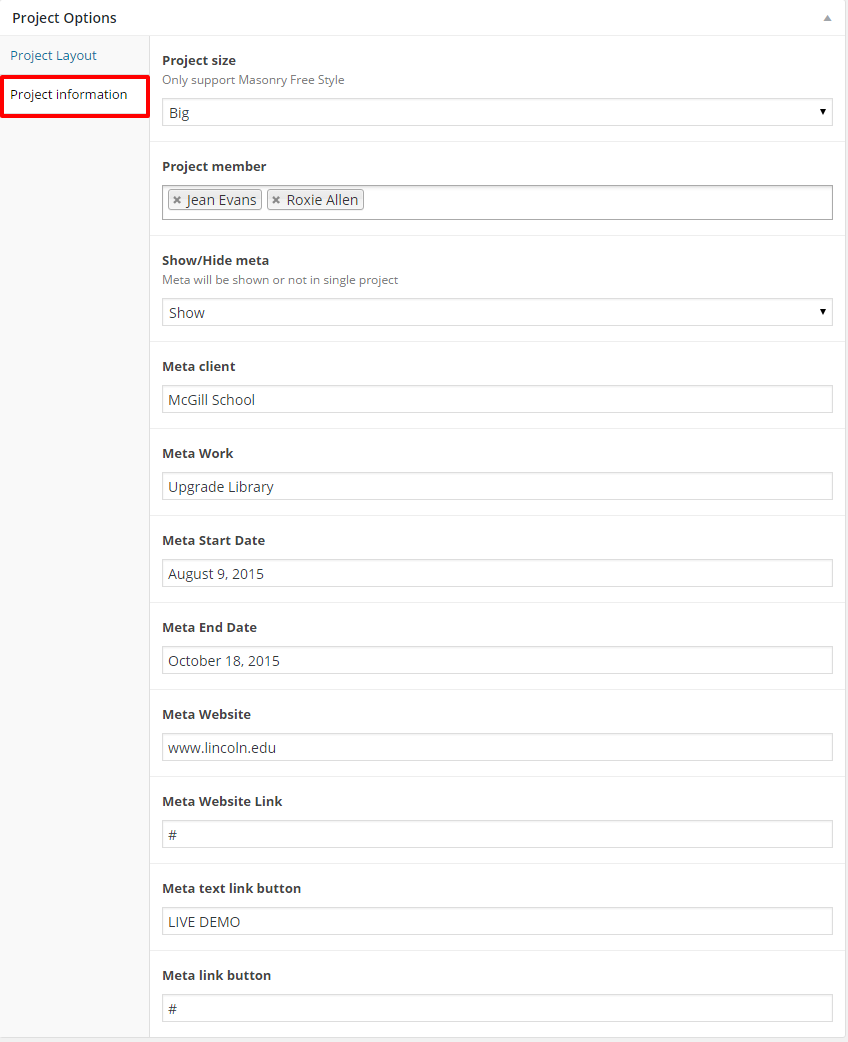 Project Options
Project Layout
Project information
Project size
Only support Masonry Free Style
Big
Project member
Jean Evans Roxie Allen
Show/Hide meta
Meta will be shown or not in single project
Show
Meta client
McGill School
Meta Work
Upgrade Library
Meta Start Date
August 9, 2015
Meta End Date
October 18, 2015
Meta Website
www.lincoln.edu
Meta Website Link
#
Meta text link button
LIVE DEMO
Meta link button
#